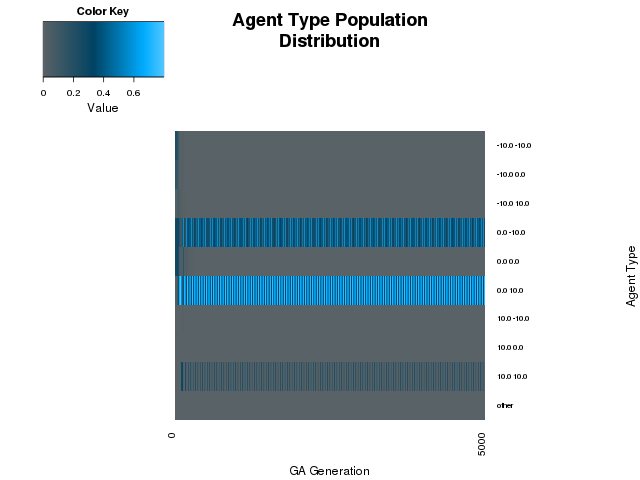 Color Key
0 0.2 0.4 0.6
Value
Agent Type Population
Distribution
-10.0 -10.0
-10.0 0.0
-10.0 10.0
0.0 -10.0
0.0 0.0
0.0 10.0
10.0 -10.0
10.0 0.0
10.0 10.0
other
Agent Type
0 5000
GA Generation